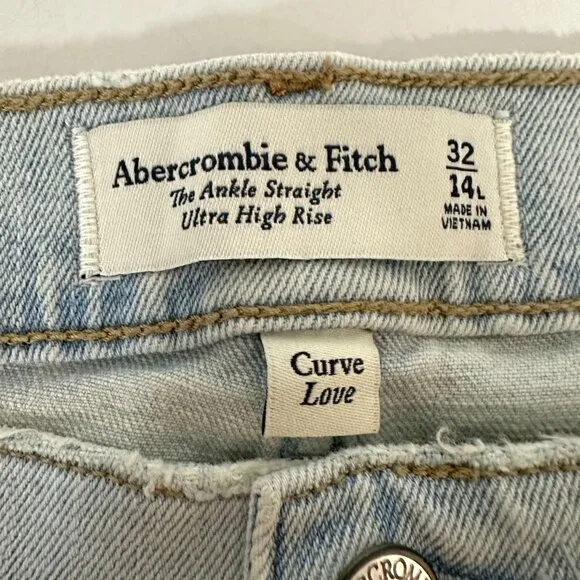 Abercrombie & Fitch
The Ankle Straight
Ultra High Rise
32
14L
MADE IN
VIETNAM
Curve
Love